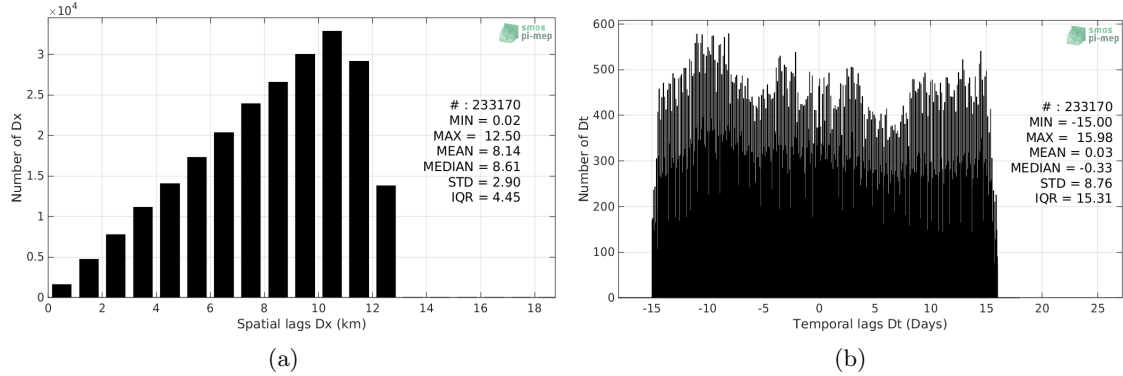 ×10⁴
3
2.5
2
1.5
1
0.5
0
Number of Dx
0 2 4 6 8 10 12 14 16 18
Spatial lags Dx (km)
smos
pi-mep
# : 233170
MIN = 0.02
MAX = 12.50
MEAN = 8.14
MEDIAN = 8.61
STD = 2.90
IQR = 4.45
(a)
600
500
400
300
200
100
0
Number of Dt
-15 -10 -5 0 5 10 15 20 25
Temporal lags Dt (Days)
smos
pi-mep
# : 233170
MIN = -15.00
MAX = 15.98
MEAN = 0.03
MEDIAN = -0.33
STD = 8.76
IQR = 15.31
(b)